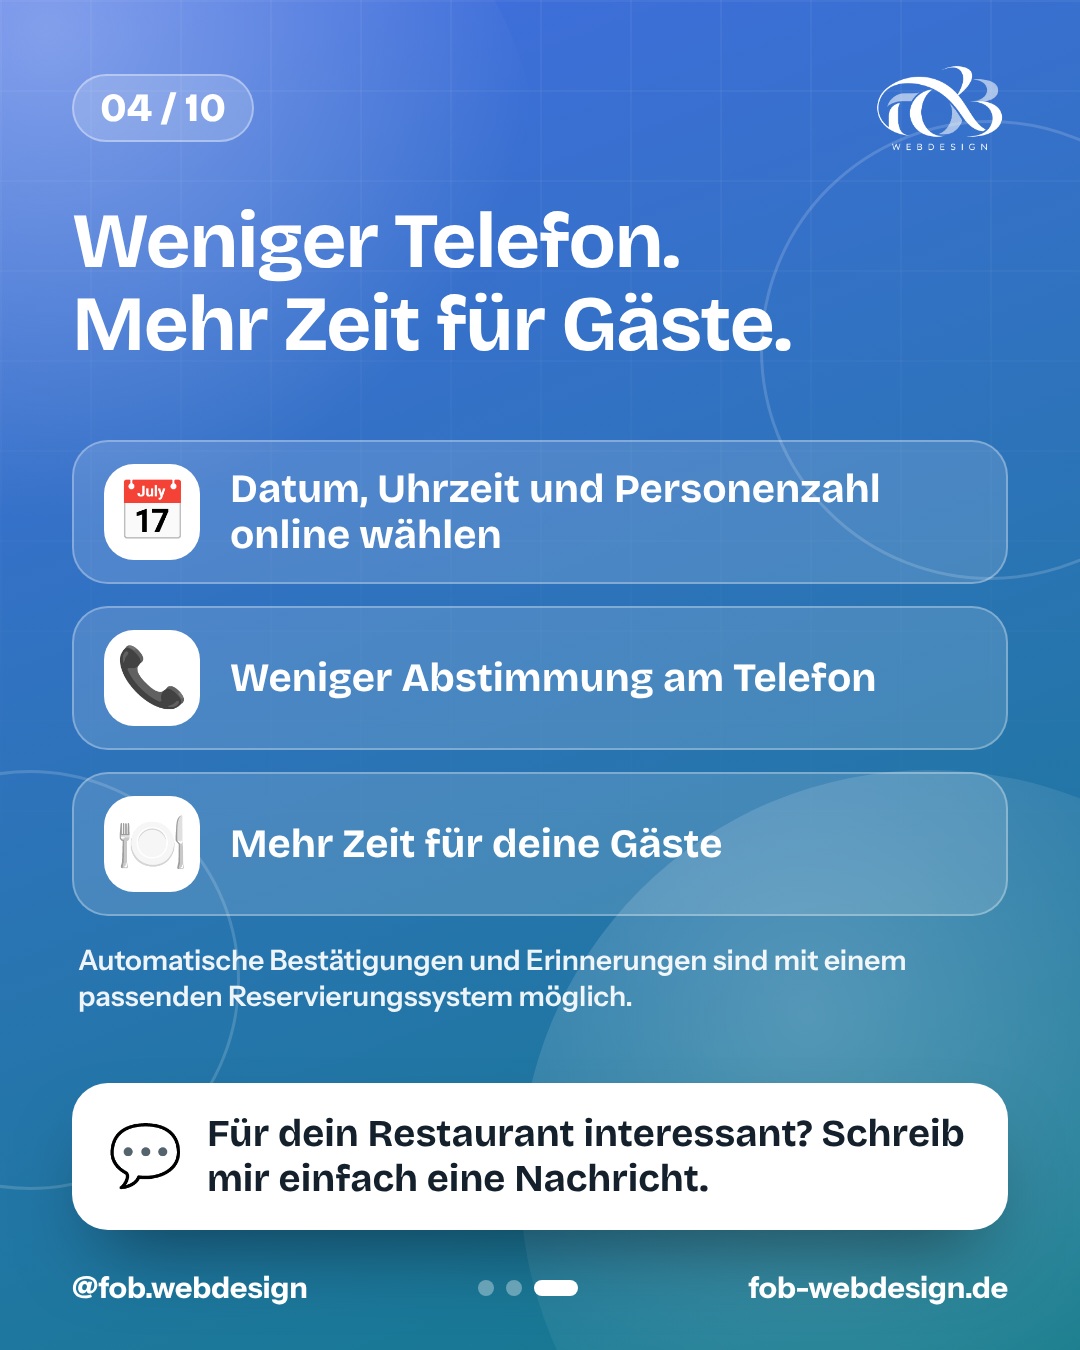 04 / 10
FOB
WEBDESIGN
Weniger Telefon.
Mehr Zeit für Gäste.
July
17
Datum, Uhrzeit und Personenzahl
online wählen
Weniger Abstimmung am Telefon
Mehr Zeit für deine Gäste
Automatische Bestätigungen und Erinnerungen sind mit einem
passenden Reservierungssystem möglich.
Für dein Restaurant interessant? Schreib
mir einfach eine Nachricht.
@fob.webdesign
fob-webdesign.de